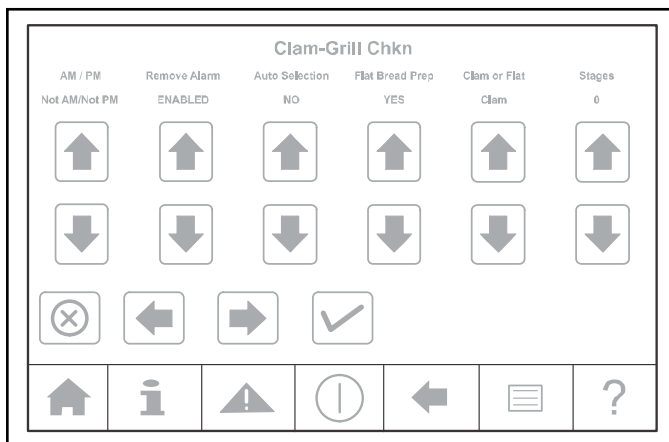 Clam-Grill Chkn
AM / PM Remove Alarm Auto Selection Flat Bread Prep Clam or Flat Stages
Not AM/Not PM ENABLED NO YES Clam 0
i ! ?